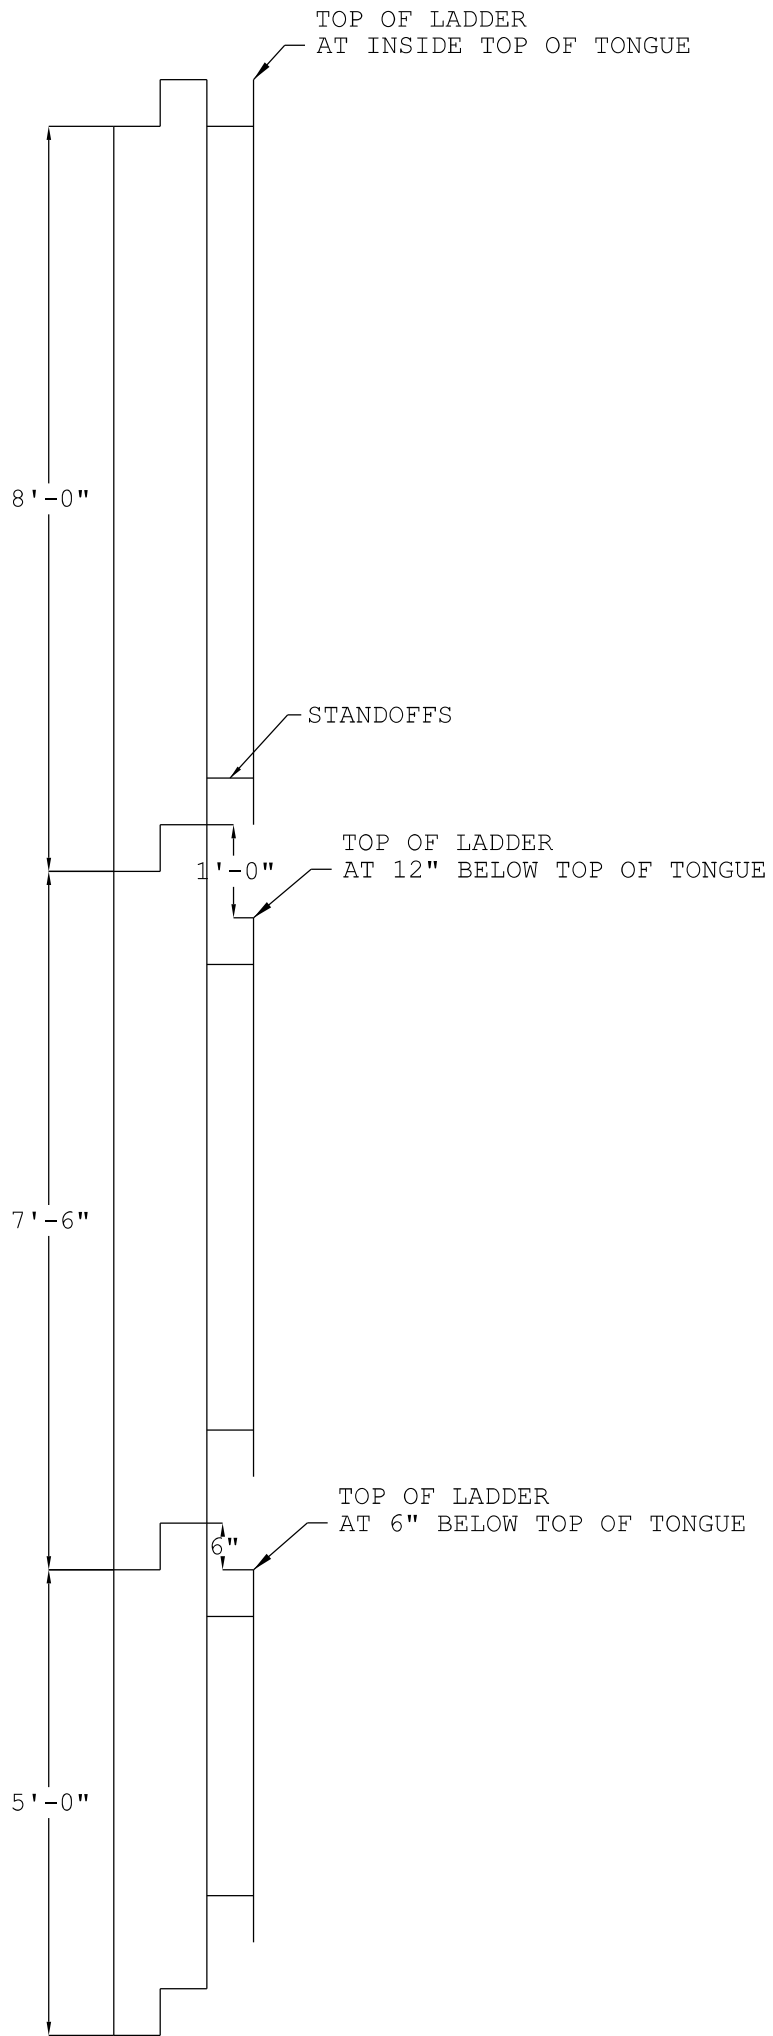 TOP OF LADDER
AT INSIDE TOP OF TONGUE
8'-0"
STANDOFFS
TOP OF LADDER
AT 12" BELOW TOP OF TONGUE
1'-0"
7'-6"
TOP OF LADDER
AT 6" BELOW TOP OF TONGUE
6"
5'-0"